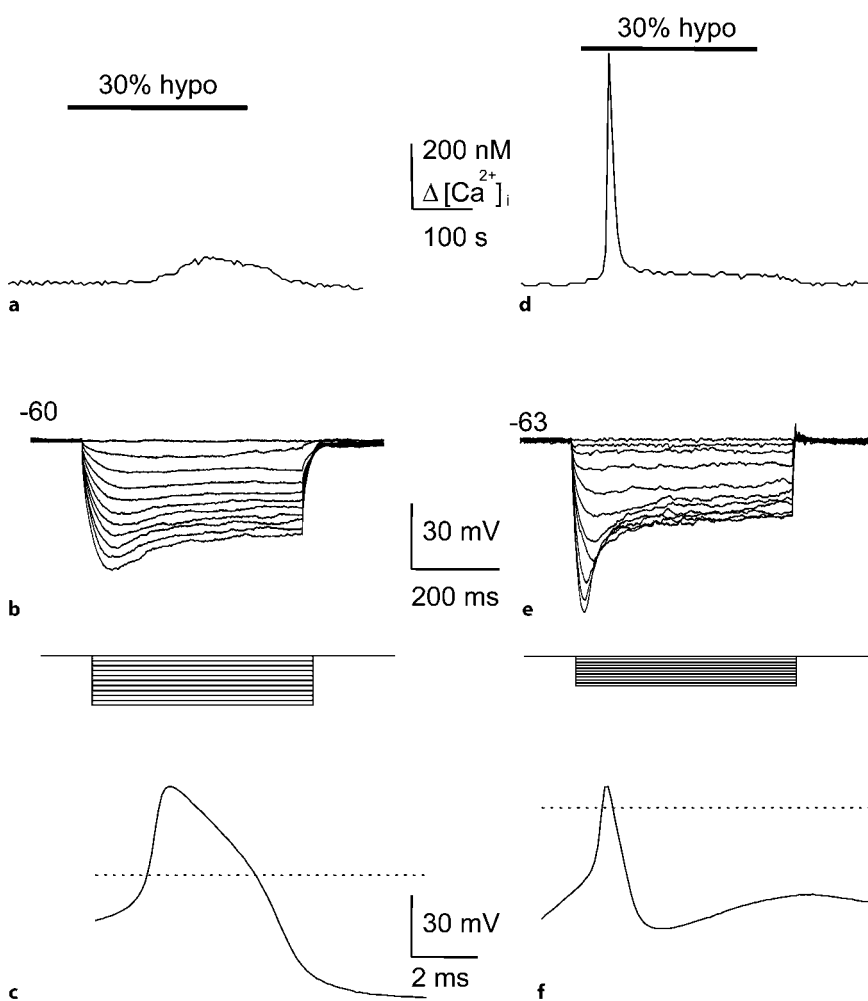 30% hypo
30% hypo
200 nM
Δ[Ca2+]i
100 s
a
d
-60
-63
30 mV
200 ms
b
e
30 mV
2 ms
c
f